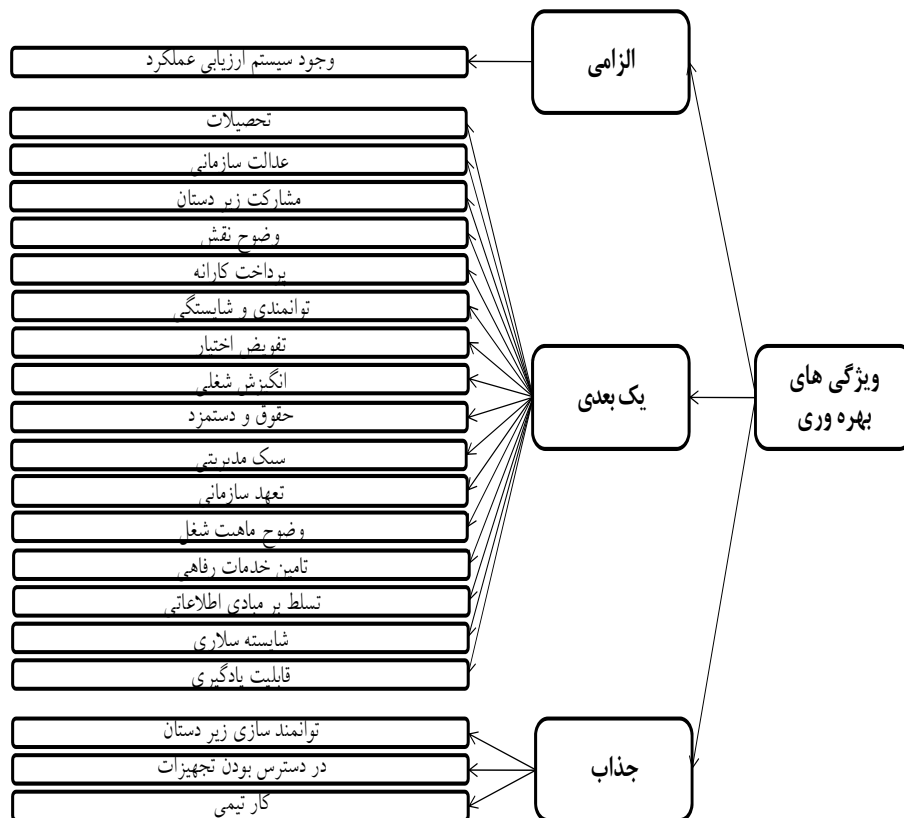 ویژگی های
بهره وری
الزامی
وجود سیستم ارزیابی عملکرد
یک بعدی
تحصیلات
عدالت سازمانی
مشارکت زیر دستان
وضوح نقش
پرداخت کارانه
توانمندی و شایستگی
تفویض اختیار
انگیزش شغلی
حقوق و دستمزد
سبک مدیریتی
تعهد سازمانی
وضوح ماهیت شغل
تامین خدمات رفاهی
تسلط بر مبادی اطلاعاتی
شایسته سلاری
قابلیت یادگیری
جذاب
توانمند سازی زیر دستان
در دسترس بودن تجهیزات
کار تیمی